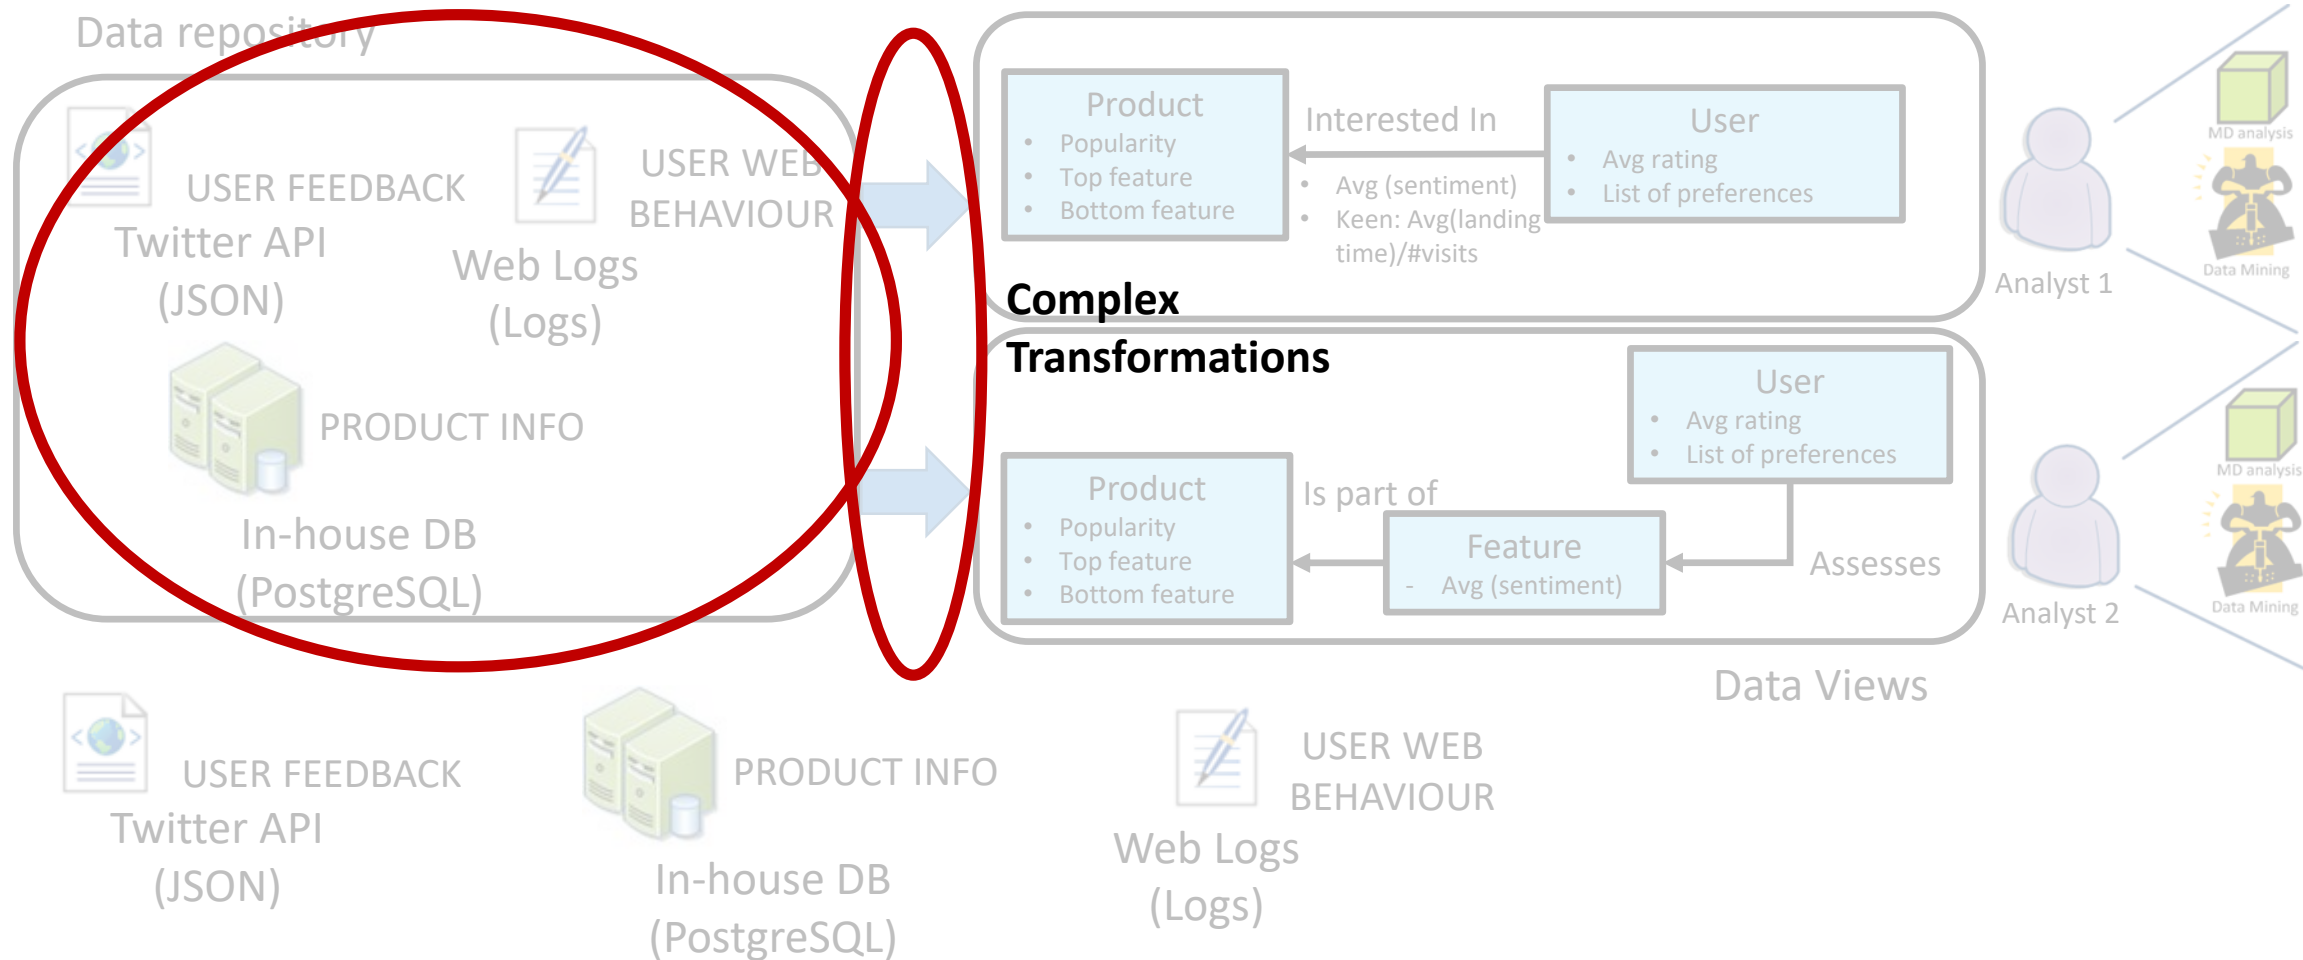 Data repository
USER FEEDBACK
Twitter API
(JSON)
USER WEB
BEHAVIOUR
Web Logs
(Logs)
PRODUCT INFO
In-house DB
(PostgreSQL)
Product
• Popularity
• Top feature
• Bottom feature
Interested In
• Avg (sentiment)
• Keen: Avg(landing
time)/#visits
User
• Avg rating
• List of preferences
Complex
Transformations
Product
• Popularity
• Top feature
• Bottom feature
Is part of
Feature
- Avg (sentiment)
User
• Avg rating
• List of preferences
Assesses
Data Views
Analyst 1
MD analysis
Data Mining
Analyst 2
MD analysis
Data Mining
USER FEEDBACK
Twitter API
(JSON)
PRODUCT INFO
In-house DB
(PostgreSQL)
USER WEB
BEHAVIOUR
Web Logs
(Logs)